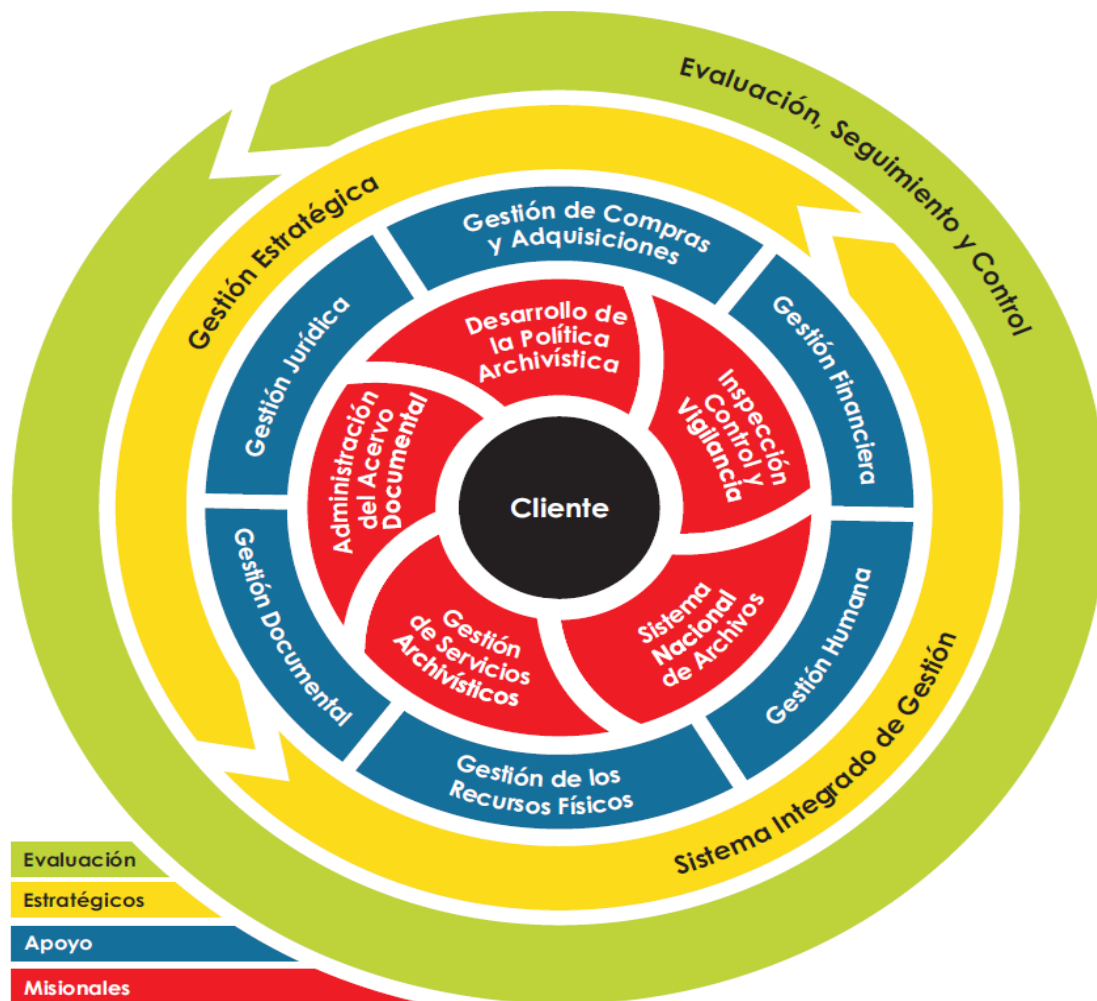 Evaluación, Seguimiento y Control
Gestión Estratégica
Sistema Integrado de Gestión
Gestión de Compras
y Adquisiciones
Gestión Financiera
Gestión Humana
Gestión de los
Recursos Físicos
Gestión Documental
Gestión Jurídica
Desarrollo de
la Política
Archivística
Inspección
Control y
Vigilancia
Sistema
Nacional
de Archivos
Gestión
de Servicios
Archivísticos
Administración
del Acervo
Documental
Cliente
Evaluación
Estratégicos
Apoyo
Misionales